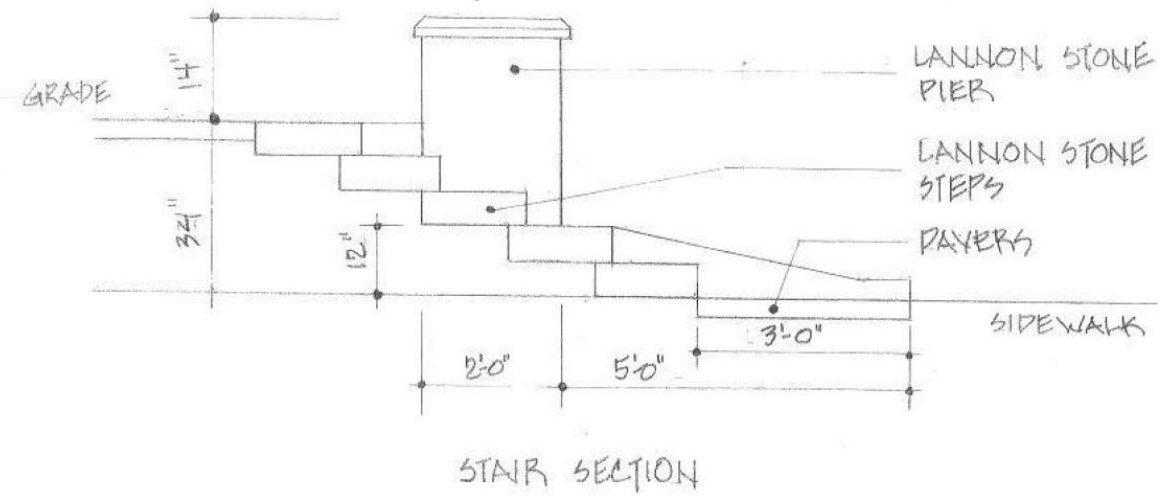 14"
GRADE
LANNON STONE
PIER
LANNON STONE
STEPS
34"
12"
PAVERS
SIDEWALK
3'-0"
2'-0"
5'-0"
STAIR SECTION